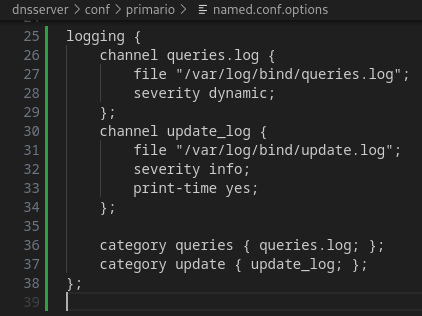 dnsserver > conf > primario > named.conf.options
25 logging {
26     channel queries.log {
27         file "/var/log/bind/queries.log";
28         severity dynamic;
29     };
30     channel update_log {
31         file "/var/log/bind/update.log";
32         severity info;
33         print-time yes;
34     };
35
36     category queries { queries.log; };
37     category update { update_log; };
38 };
39